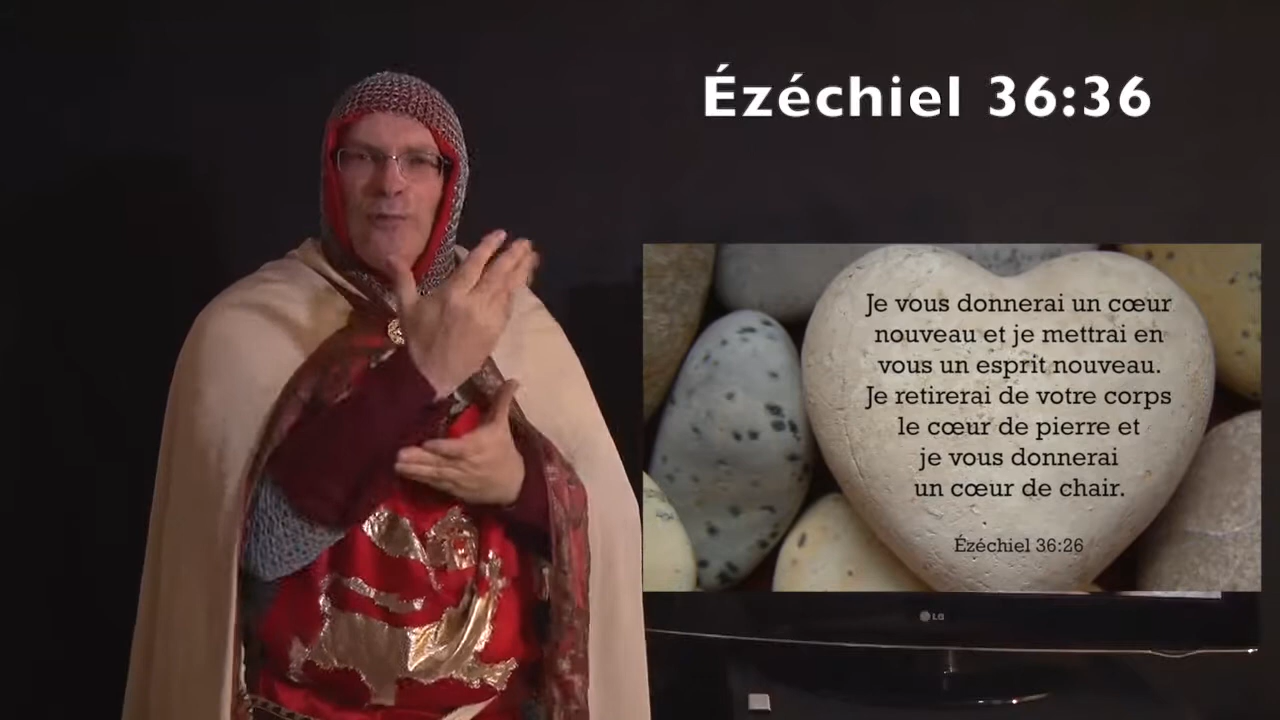 Ézéchiel 36:36
Je vous donnerai un cœur
nouveau et je mettrai en
vous un esprit nouveau.
Je retirerai de votre corps
le cœur de pierre et
je vous donnerai
un cœur de chair.
Ézéchiel 36:26
LG